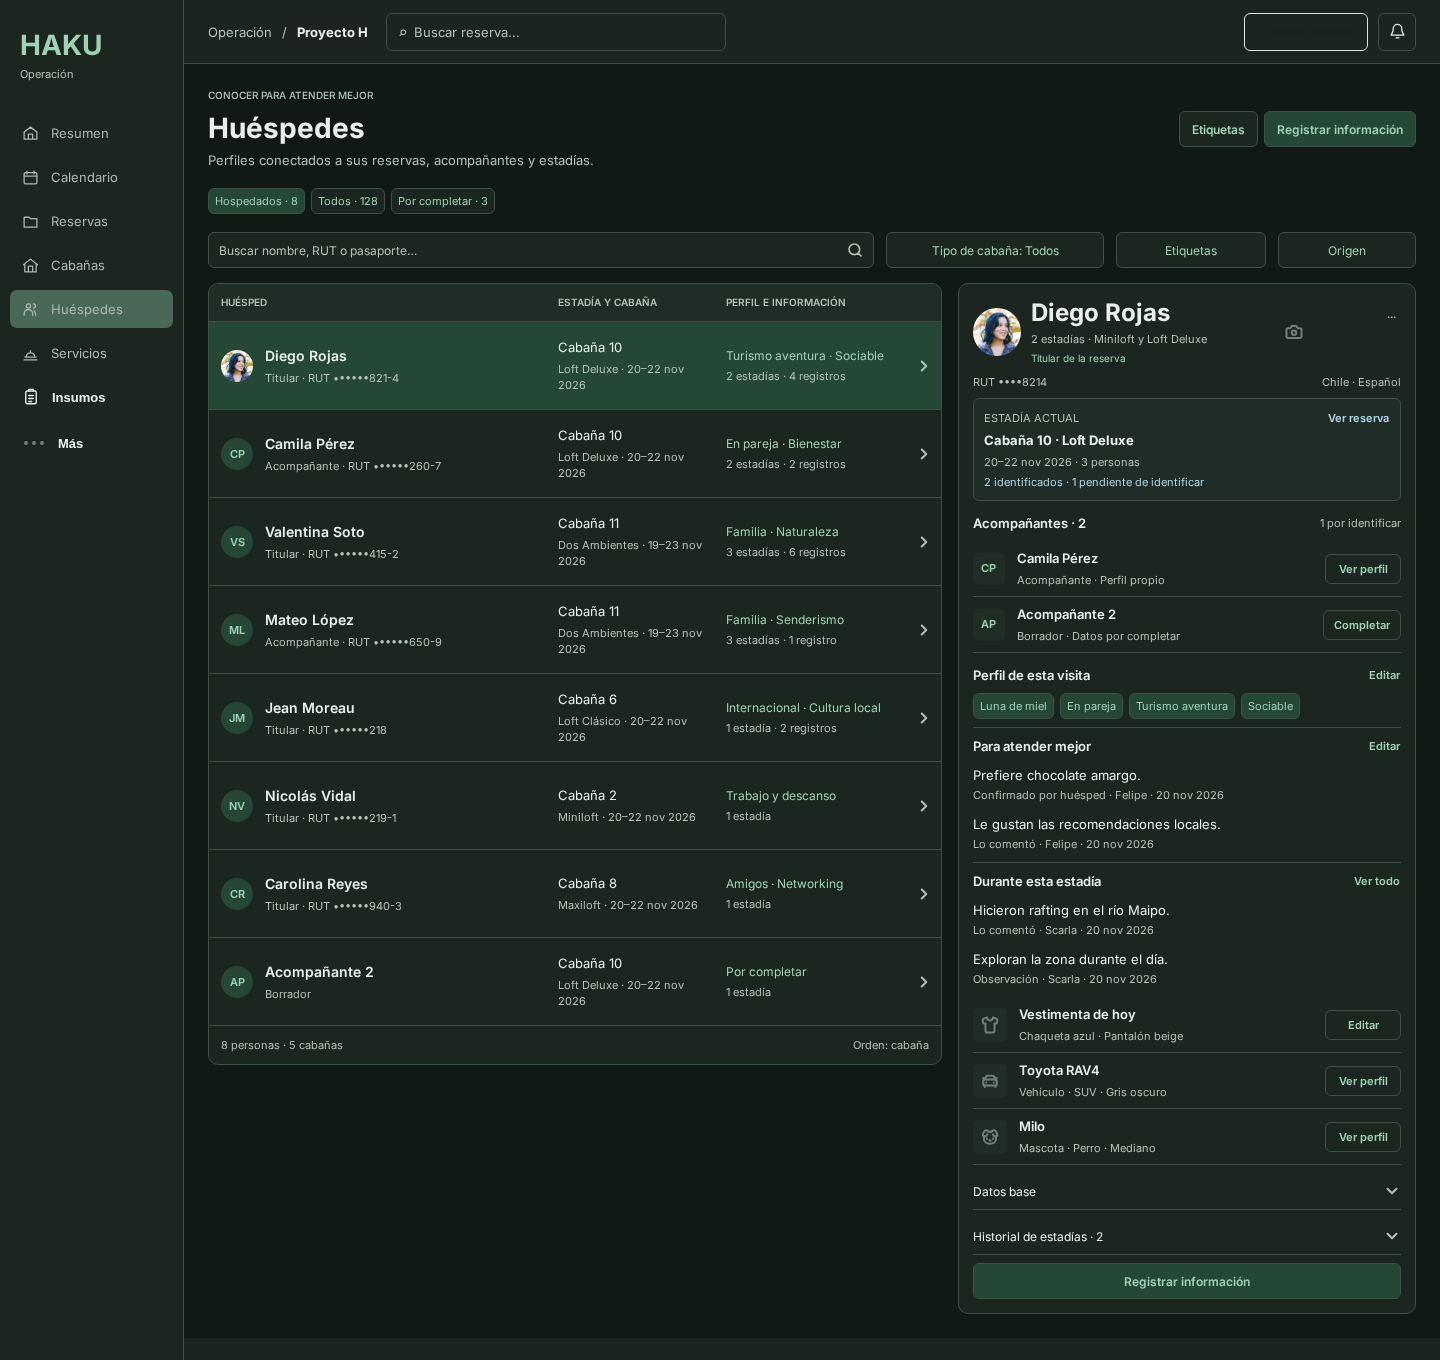 HAKU
Operación
Resumen
Calendario
Reservas
Cabañas
Huéspedes
Servicios
Insumos
Más
Operación / Proyecto H
Buscar reserva...
CONOCER PARA ATENDER MEJOR
Huéspedes
Perfiles conectados a sus reservas, acompañantes y estadías.
Etiquetas
Registrar información
Hospedados · 8
Todos · 128
Por completar · 3
Buscar nombre, RUT o pasaporte...
Tipo de cabaña: Todos
Etiquetas
Origen
HUÉSPED
ESTADÍA Y CABAÑA
PERFIL E INFORMACIÓN
Diego Rojas
Titular · RUT •••••821-4
Cabaña 10
Loft Deluxe · 20–22 nov
2026
Turismo aventura · Sociable
2 estadías · 4 registros
CP
Camila Pérez
Acompañante · RUT ••••••260-7
Cabaña 10
Loft Deluxe · 20–22 nov
2026
En pareja · Bienestar
2 estadías · 2 registros
VS
Valentina Soto
Titular · RUT •••••415-2
Cabaña 11
Dos Ambientes · 19–23 nov
2026
Familia · Naturaleza
3 estadías · 6 registros
ML
Mateo López
Acompañante · RUT ••••••650-9
Cabaña 11
Dos Ambientes · 19–23 nov
2026
Familia · Senderismo
3 estadías · 1 registro
JM
Jean Moreau
Titular · RUT •••••218
Cabaña 6
Loft Clásico · 20–22 nov
2026
Internacional · Cultura local
1 estadía · 2 registros
NV
Nicolás Vidal
Titular · RUT •••••219-1
Cabaña 2
Miniloft · 20–22 nov 2026
Trabajo y descanso
1 estadía
CR
Carolina Reyes
Titular · RUT •••••940-3
Cabaña 8
Maxiloft · 20–22 nov 2026
Amigos · Networking
1 estadía
AP
Acompañante 2
Borrador
Cabaña 10
Loft Deluxe · 20–22 nov
2026
Por completar
1 estadía
8 personas · 5 cabañas
Orden: cabaña
Diego Rojas
...
2 estadías · Miniloft y Loft Deluxe
Titular de la reserva
RUT ••••8214
Chile · Español
ESTADÍA ACTUAL
Ver reserva
Cabaña 10 · Loft Deluxe
20–22 nov 2026 · 3 personas
2 identificados · 1 pendiente de identificar
Acompañantes · 2
1 por identificar
CP
Camila Pérez
Acompañante · Perfil propio
Ver perfil
AP
Acompañante 2
Borrador · Datos por completar
Completar
Perfil de esta visita
Editar
Luna de miel
En pareja
Turismo aventura
Sociable
Para atender mejor
Editar
Prefiere chocolate amargo.
Confirmado por huésped · Felipe · 20 nov 2026
Le gustan las recomendaciones locales.
Lo comentó · Felipe · 20 nov 2026
Durante esta estadía
Ver todo
Hicieron rafting en el río Maipo.
Lo comentó · Scarla · 20 nov 2026
Exploran la zona durante el día.
Observación · Scarla · 20 nov 2026
Vestimenta de hoy
Chaqueta azul · Pantalón beige
Editar
Toyota RAV4
Vehículo · SUV · Gris oscuro
Ver perfil
Milo
Mascota · Perro · Mediano
Ver perfil
Datos base
Historial de estadías · 2
Registrar información